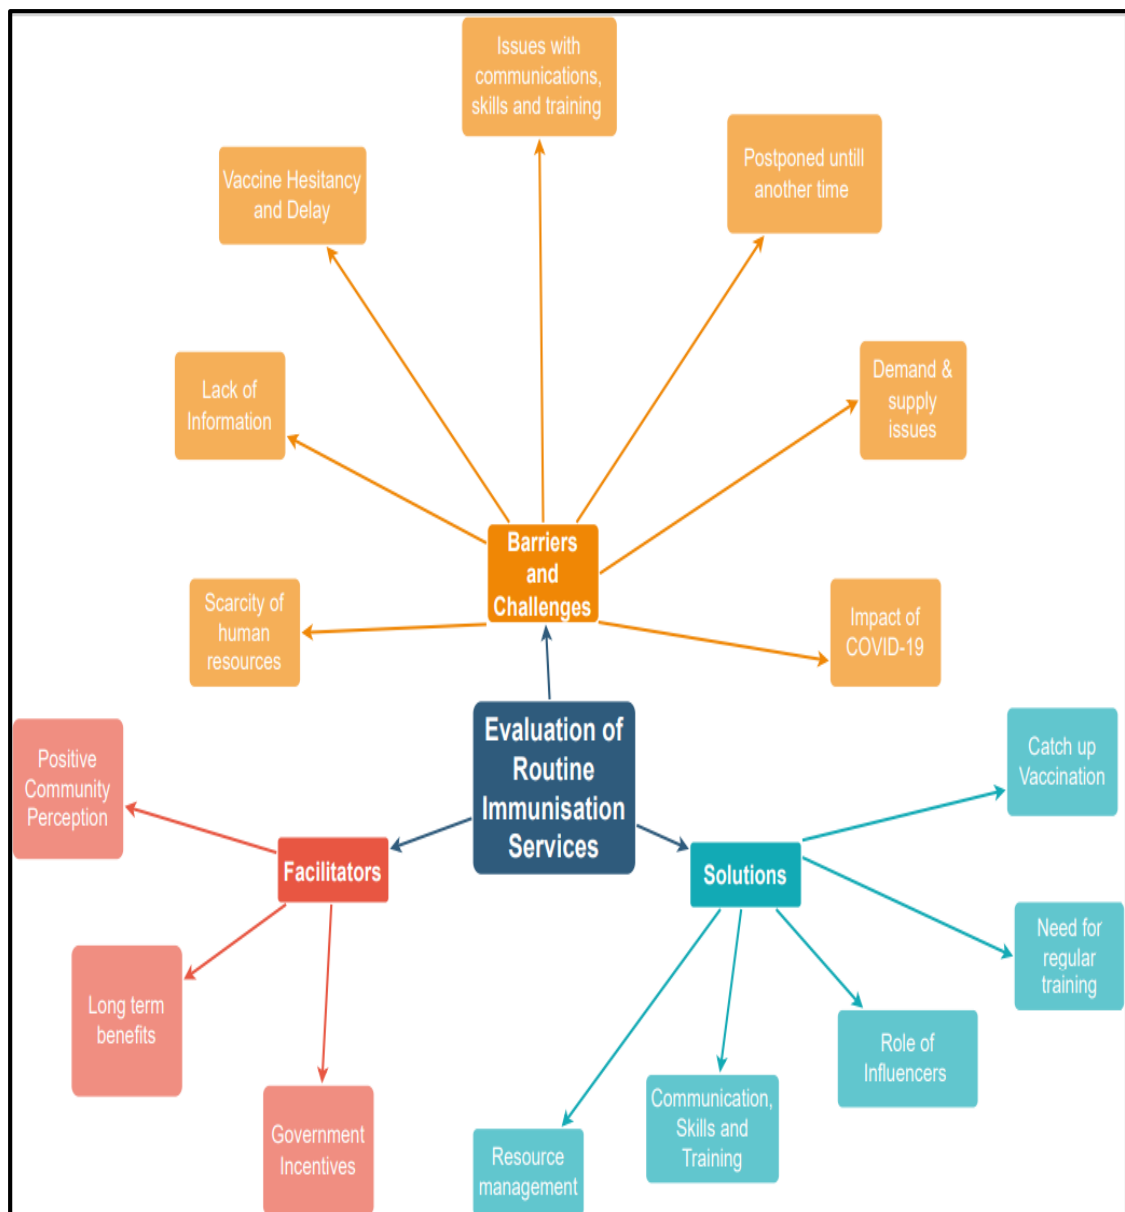 Issues with
communications,
skills and training
Postponed untill
another time
Vaccine Hesitancy
and Delay
Demand &
supply
issues
Lack of
Information
Barriers
and
Challenges
Scarcity of
human
resources
Impact of
COVID-19
Evaluation of
Routine
Immunisation
Services
Positive
Community
Perception
Catch up
Vaccination
Facilitators
Solutions
Need for
regular
training
Long term
benefits
Role of
Influencers
Government
Incentives
Communication,
Skills and
Training
Resource
management